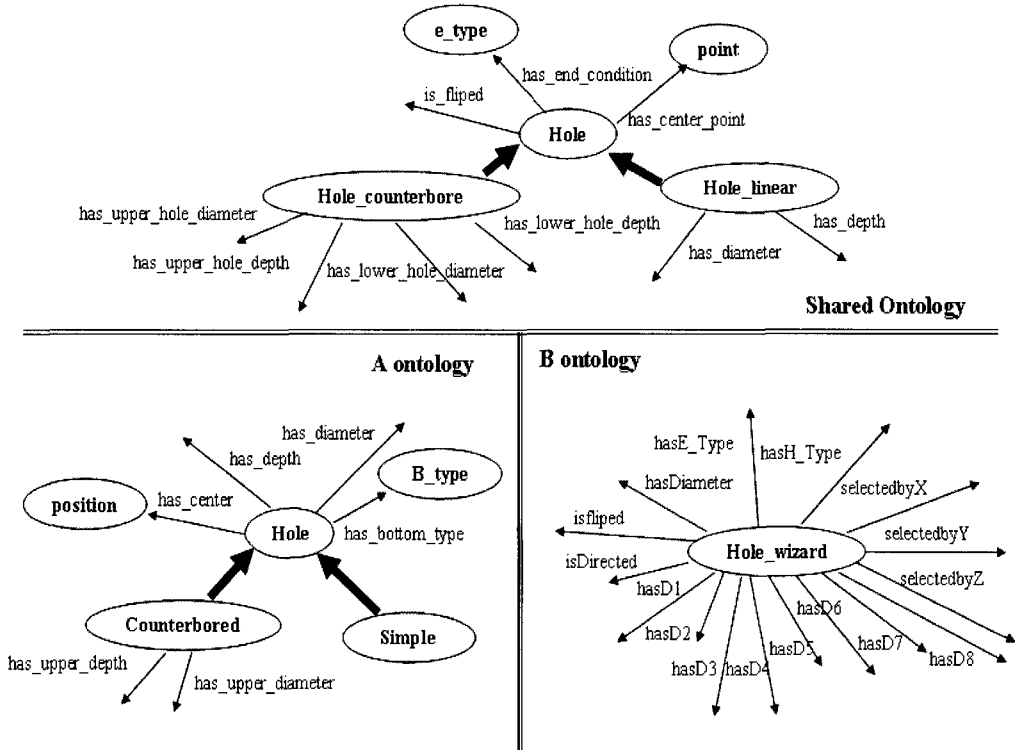 e_type
point
has_end_condition
is_fliped
has_center_point
Hole
Hole_counterbore
Hole_linear
has_upper_hole_diameter
has_lower_hole_depth
has_depth
has_upper_hole_depth
has_lower_hole_diameter
has_diameter
Shared Ontology
A ontology
has_diameter
has_depth
B_type
position
has_center
Hole
has_bottom_type
Counterbored
Simple
has_upper_depth
has_upper_diameter
B ontology
hasE_Type
hasH_Type
hasDiameter
selectedbyX
isfliped
selectedbyY
Hole_wizard
isDirected
selectedbyZ
hasD1
hasD6
hasD2
hasD5
hasD7
hasD3
hasD4
hasD8